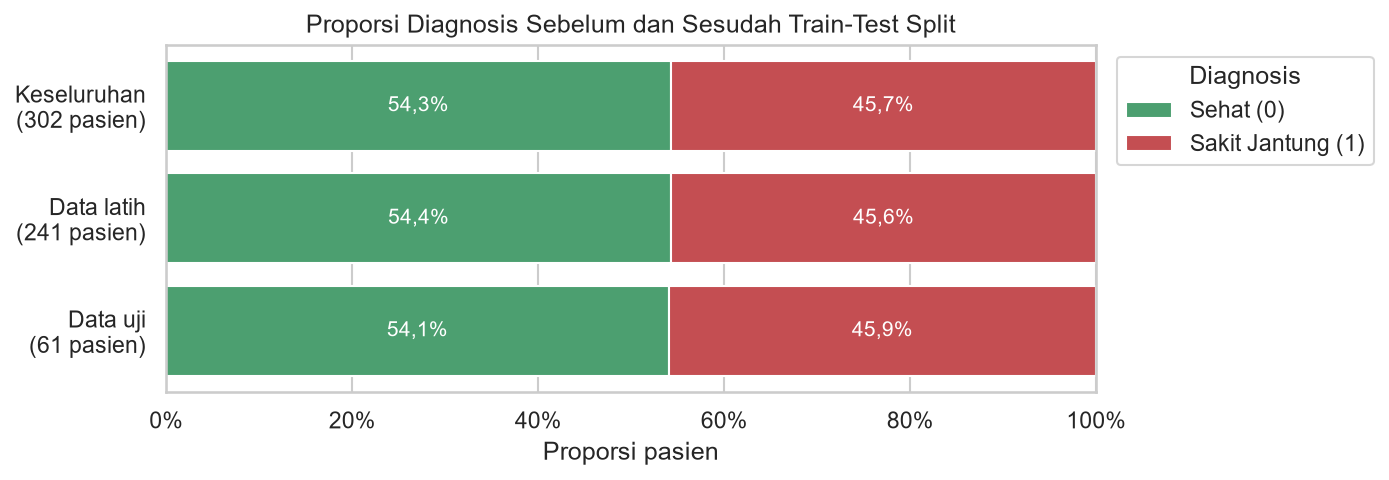 Proporsi Diagnosis Sebelum dan Sesudah Train-Test Split
Keseluruhan
(302 pasien)
54,3%
45,7%
Data latih
(241 pasien)
54,4%
45,6%
Data uji
(61 pasien)
54,1%
45,9%
0%
20%
40%
60%
80%
100%
Proporsi pasien
Diagnosis
Sehat (0)
Sakit Jantung (1)